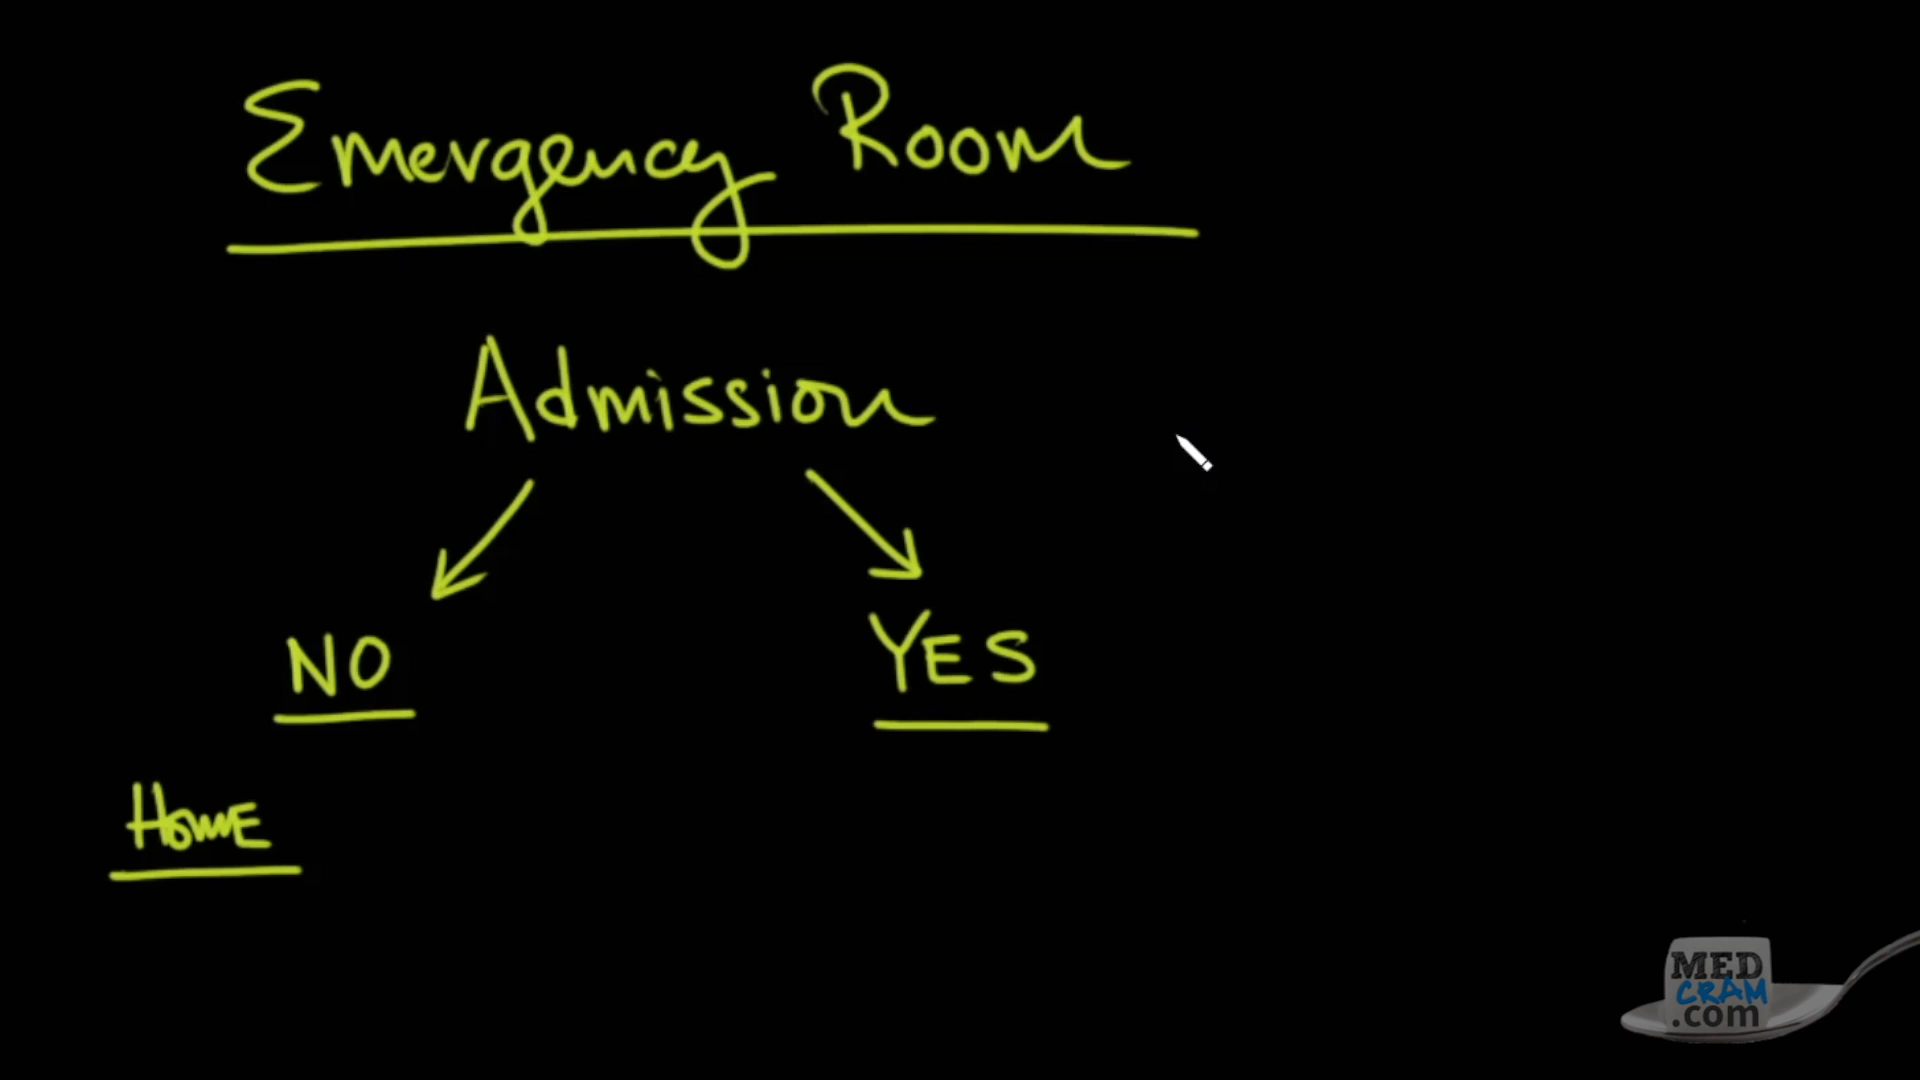 Emergency Room
Admission
NO
YES
HOME
MED
CRAM
.com